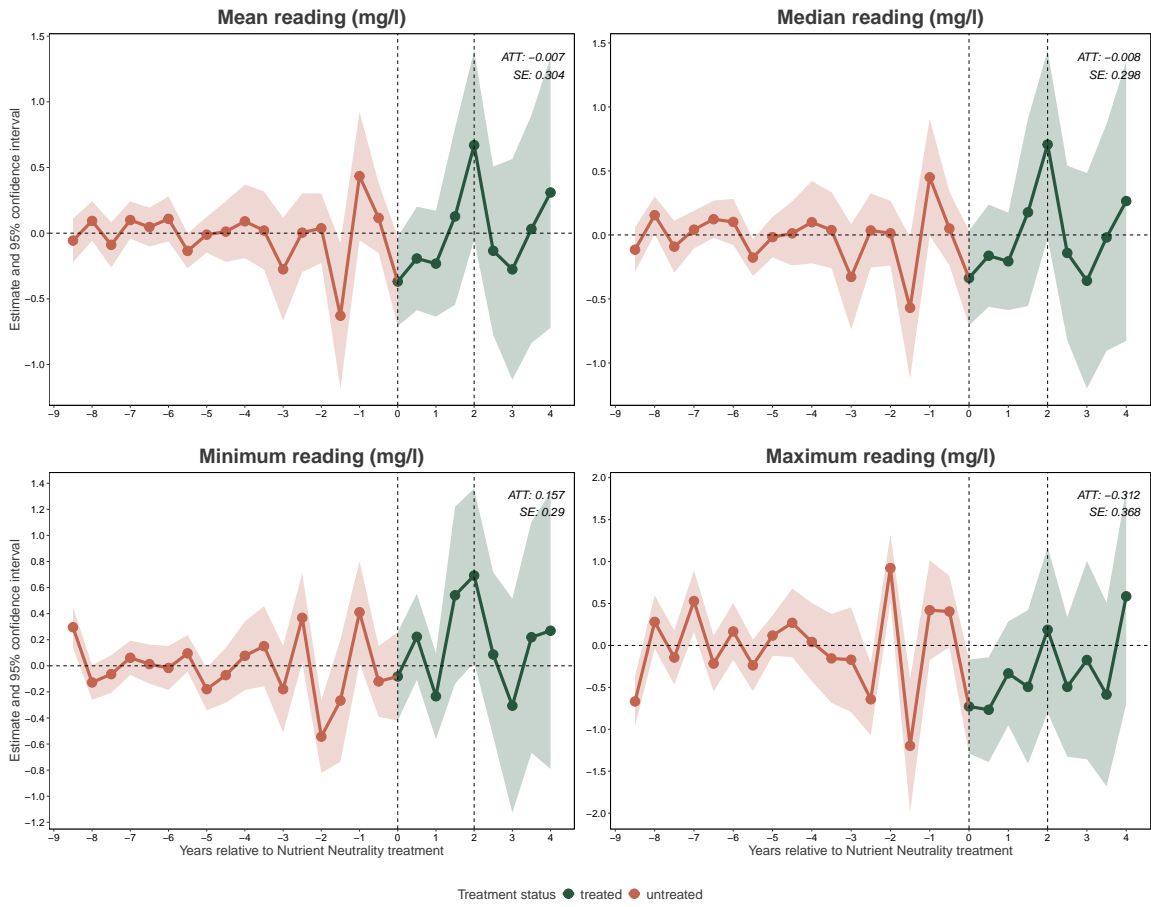 Mean reading (mg/l)
Median reading (mg/l)
Estimate and 95% confidence interval
1.5
1.0
0.5
0.0
−0.5
−1.0
ATT: −0.007
SE: 0.304
−9 −8 −7 −6 −5 −4 −3 −2 −1 0 1 2 3 4
1.5
1.0
0.5
0.0
−0.5
−1.0
ATT: −0.008
SE: 0.298
−9 −8 −7 −6 −5 −4 −3 −2 −1 0 1 2 3 4
Minimum reading (mg/l)
Maximum reading (mg/l)
Estimate and 95% confidence interval
1.4
1.2
1.0
0.8
0.6
0.4
0.2
0.0
−0.2
−0.4
−0.6
−0.8
−1.0
−1.2
ATT: 0.157
SE: 0.29
−9 −8 −7 −6 −5 −4 −3 −2 −1 0 1 2 3 4
Years relative to Nutrient Neutrality treatment
2.0
1.5
1.0
0.5
0.0
−0.5
−1.0
−1.5
−2.0
ATT: −0.312
SE: 0.368
−9 −8 −7 −6 −5 −4 −3 −2 −1 0 1 2 3 4
Years relative to Nutrient Neutrality treatment
Treatment status treated untreated